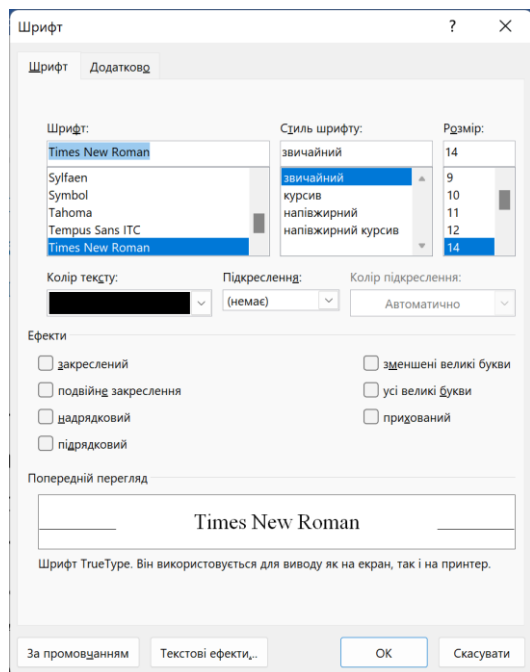 Шрифт ?
Шрифт Додатково
Шрифт: Стиль шрифту: Розмір:
Times New Roman звичайний 14
Sylfaen звичайний 9
Symbol курсив 10
Tahoma напівжирний 11
Tempus Sans ITC напівжирний курсив 12
Times New Roman 14
Колір тексту: Підкреслення: Колір підкреслення:
(немає) Автоматично
Ефекти
закреслений зменшені великі букви
подвійне закреслення усі великі букви
надрядковий прихований
підрядковий
Попередній перегляд
Times New Roman
Шрифт TrueType. Він використовується для виводу як на екран, так і на принтер.
За промовчанням Текстові ефекти... ОК Скасувати